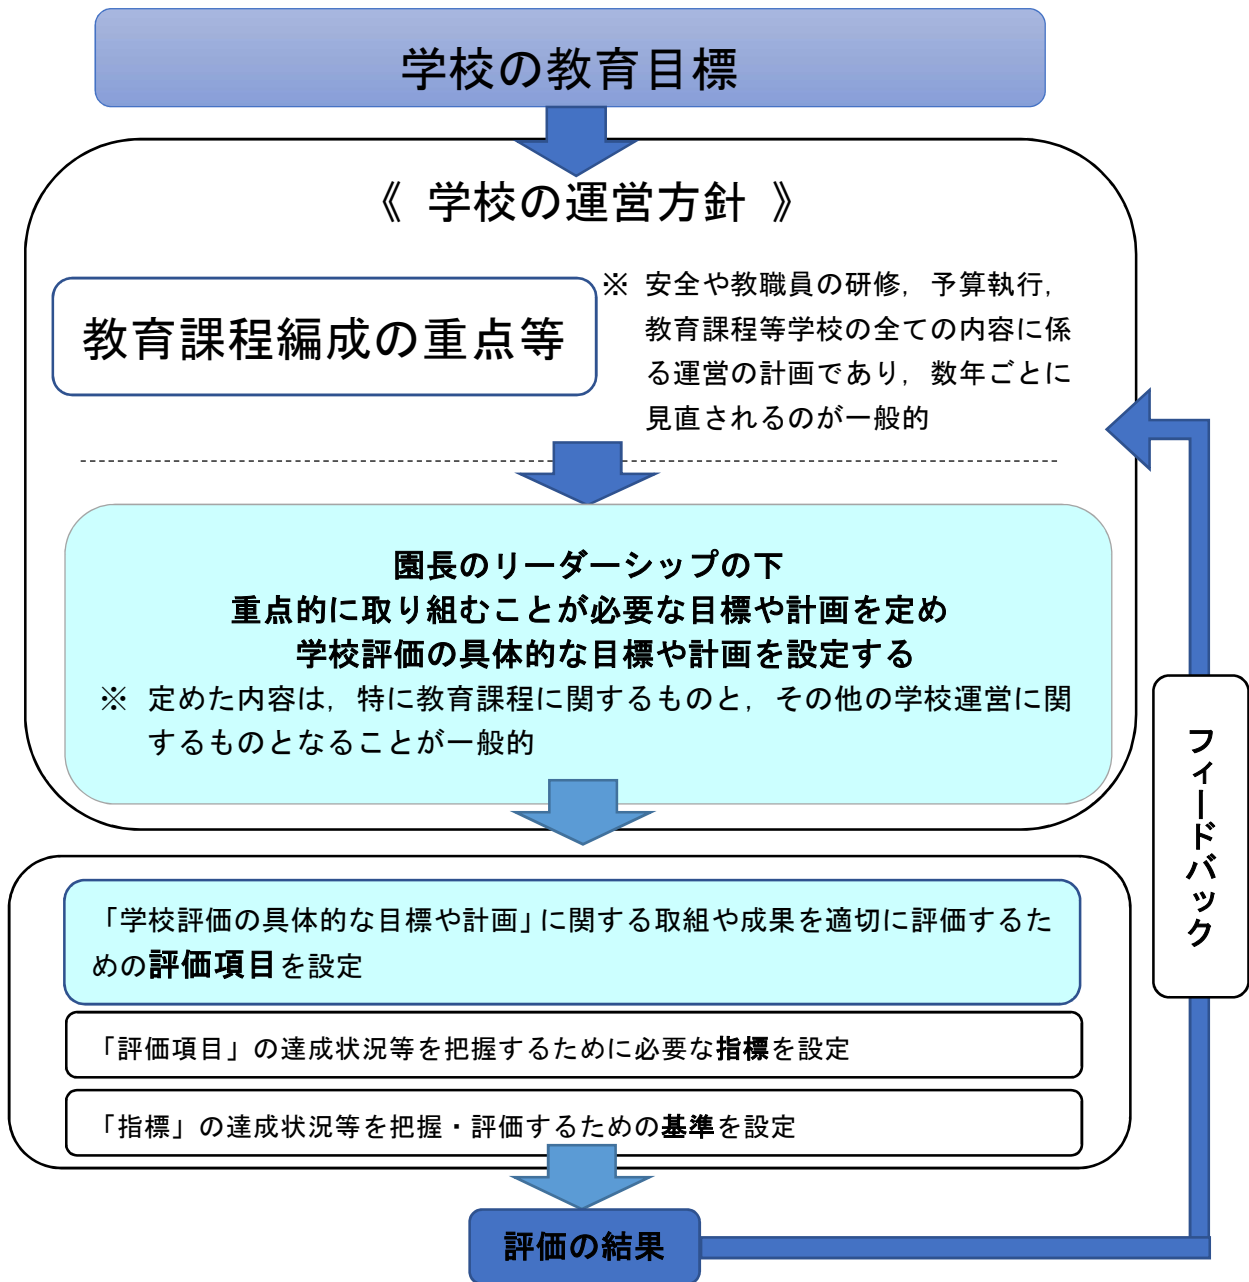 学校の教育目標
《 学校の運営方針 》
教育課程編成の重点等
※ 安全や教職員の研修，予算執行，
教育課程等学校の全ての内容に係
る運営の計画であり，数年ごとに
見直されるのが一般的
園長のリーダーシップの下
重点的に取り組むことが必要な目標や計画を定め
学校評価の具体的な目標や計画を設定する
※ 定めた内容は，特に教育課程に関するものと，その他の学校運営に関
するものとなることが一般的
「学校評価の具体的な目標や計画」に関する取組や成果を適切に評価するた
めの評価項目を設定
「評価項目」の達成状況等を把握するために必要な指標を設定
「指標」の達成状況等を把握・評価するための基準を設定
評価の結果
フィードバック